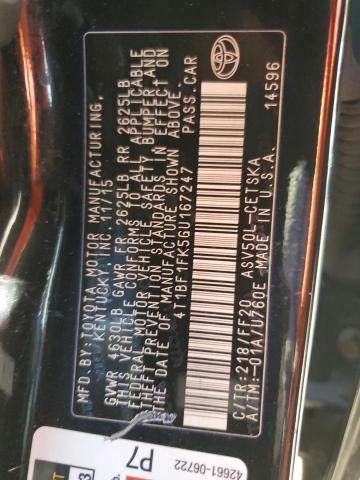 MFD.BY:TOYOTA MOTOR MANUFACTURING,
KENTUCKY,INC. 11/15
GVWR 4630LB GAWR FR 2625LB RR 2625LB
THIS VEHICLE CONFORMS TO ALL APPLICABLE
FEDERAL MOTOR VEHICLE SAFETY, BUMPER, AND
THEFT PREVENTION STANDARDS IN EFFECT ON
THE DATE OF MANUFACTURE SHOWN ABOVE.
4T1BF1FK5GU167247 PASS.CAR
C/TR:218/FF20 ASV50L-CETSKA
A/TM:-01A/U760E MADE IN U.S.A. 14596
TOYOTA
42661-06722
P7